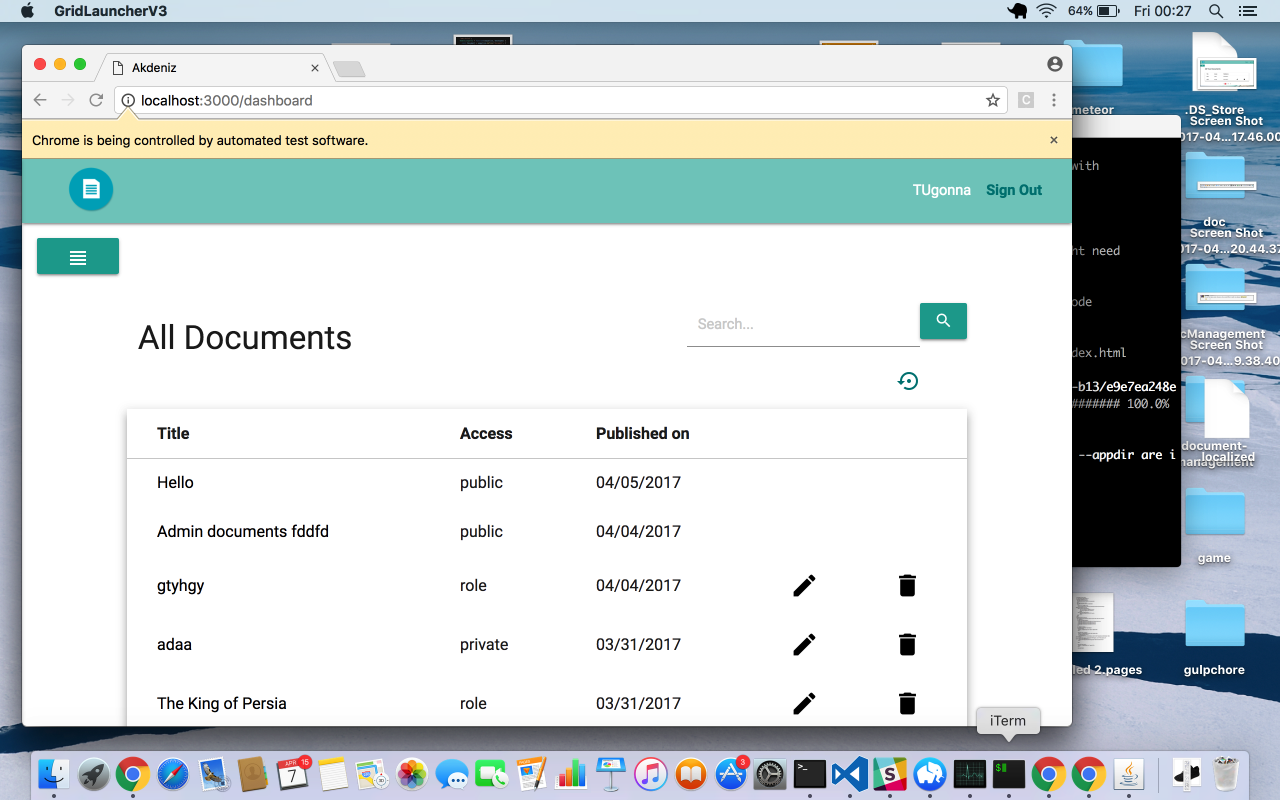 GridLauncherV3
64%
Fri 00:27
Akdeniz
localhost:3000/dashboard
C
Chrome is being controlled by automated test software.
TUgonna
Sign Out
All Documents
Search...
Title Access Published on
Hello public 04/05/2017
Admin documents fddfd public 04/04/2017
gtyhgy role 04/04/2017
adaa private 03/31/2017
The King of Persia role 03/31/2017
with
ht need
ode
dex.html
-b13/e9e7ea248e
####### 100.0%
--appdir are i
meteor
.DS_Store
Screen Shot
017-04...17.46.00
doc
Screen Shot
017-04...20.44.37
cManagement
Screen Shot
017-04...9.38.40
document-
management
.localized
game
led 2.pages
gulpchore
iTerm
APR
7
15
3